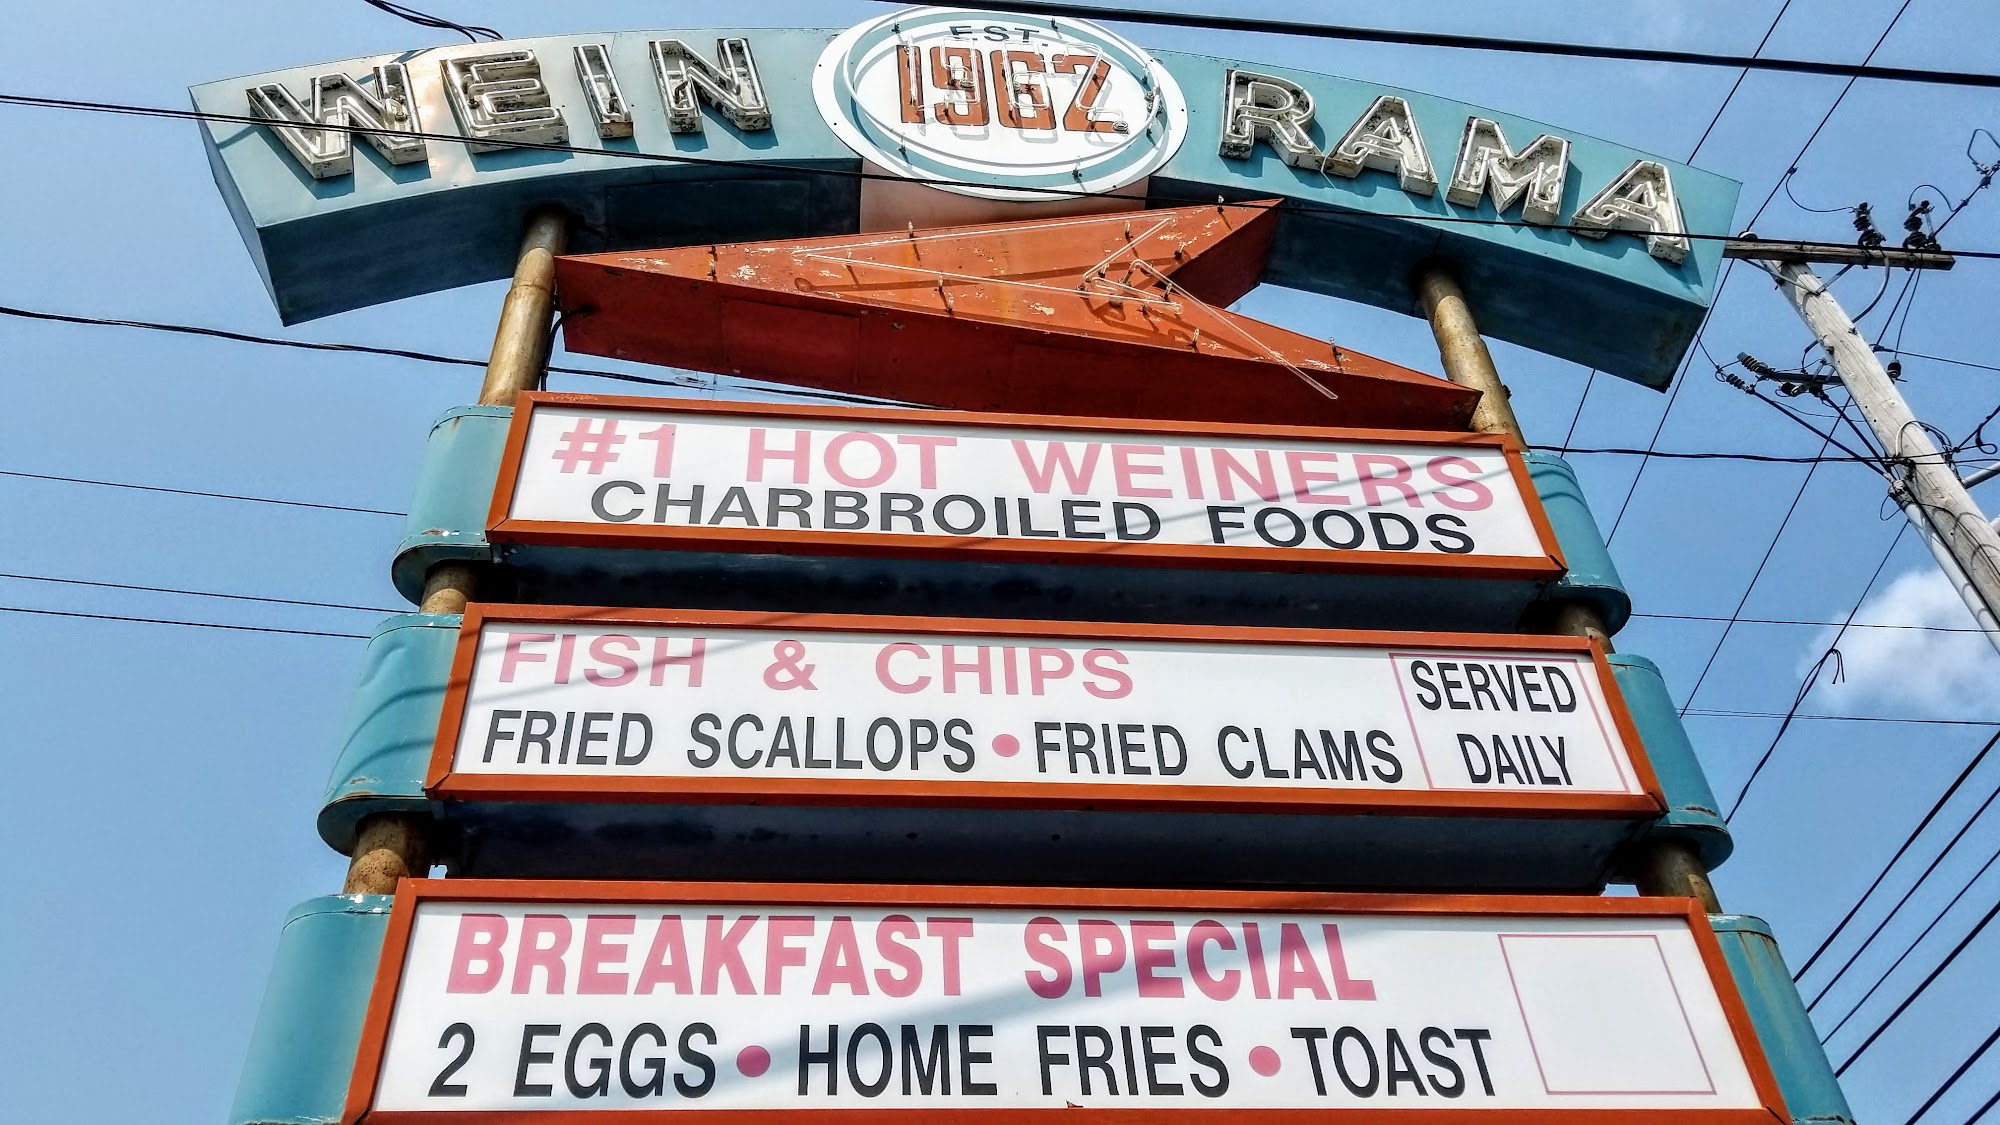 WEIN EST. 1962 RAMA
#1 HOT WEINERS
CHARBROILED FOODS
FISH & CHIPS
FRIED SCALLOPS • FRIED CLAMS
SERVED
DAILY
BREAKFAST SPECIAL
2 EGGS • HOME FRIES • TOAST